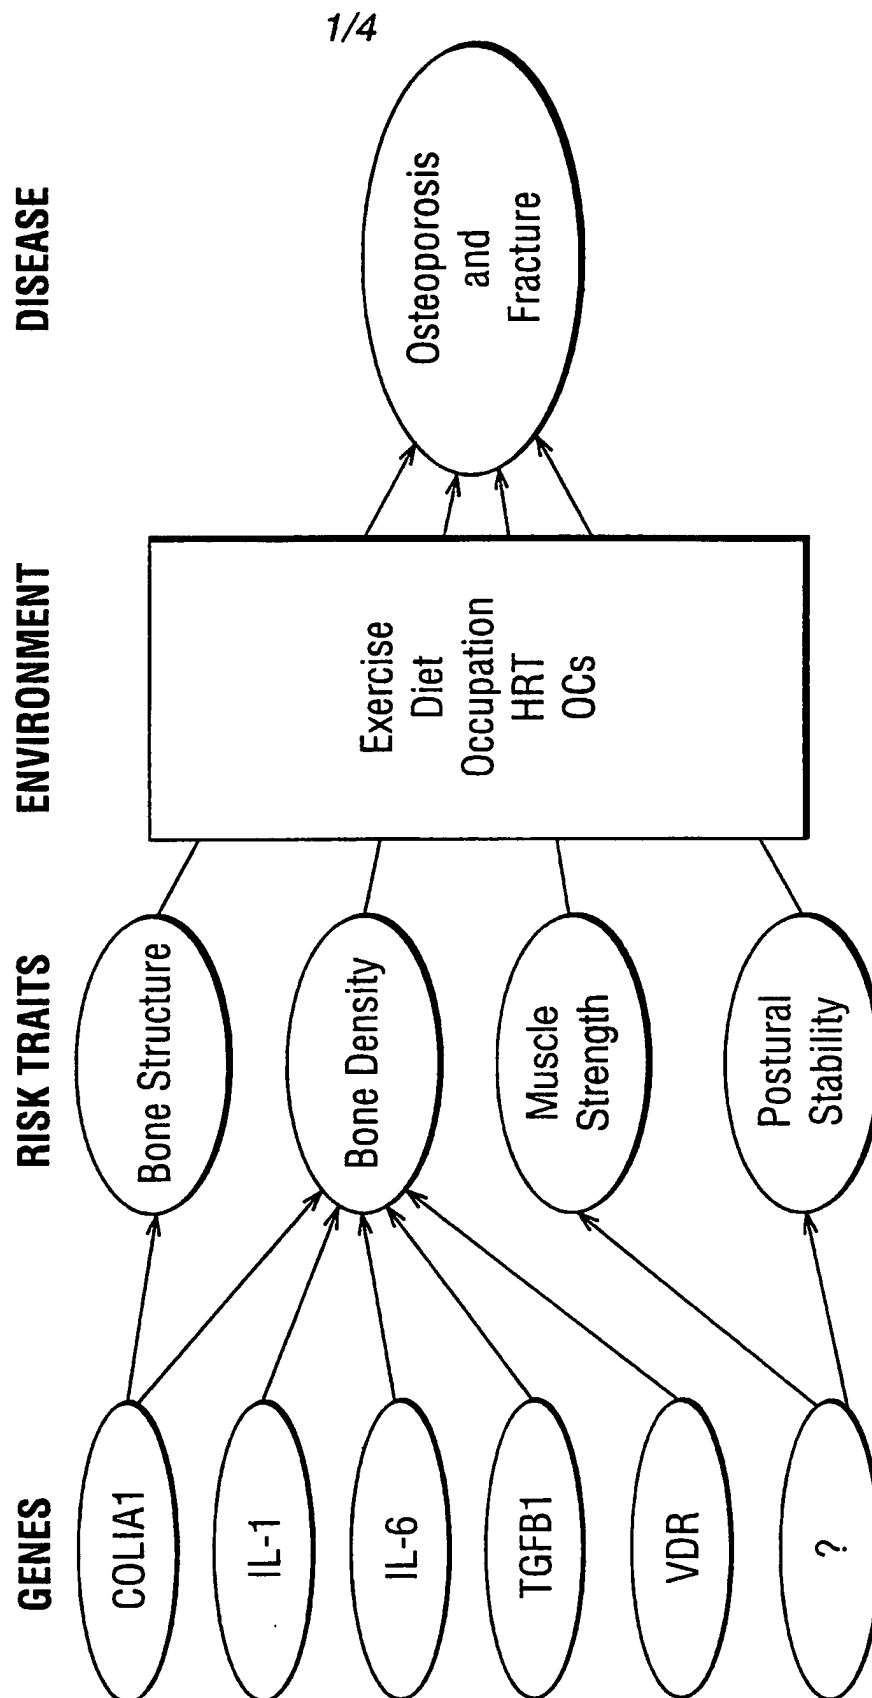 1/4
GENES
RISK TRAITS
ENVIRONMENT
DISEASE
COLIA1
IL-1
IL-6
TGFB1
VDR
?
Bone Structure
Bone Density
Muscle
Strength
Postural
Stability
Exercise
Diet
Occupation
HRT
OCs
Osteoporosis
and
Fracture